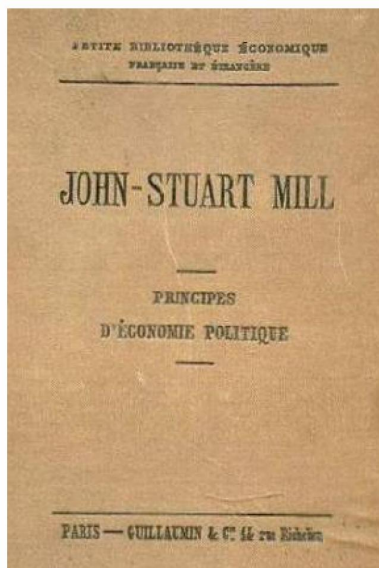 PETITE BIBLIOTHÈQUE ÉCONOMIQUE
FRANÇAISE ET ÉTRANGÈRE
JOHN-STUART MILL
PRINCIPES
D'ÉCONOMIE POLITIQUE
PARIS — GUILLAUMIN & Cie 14 rue Richelieu